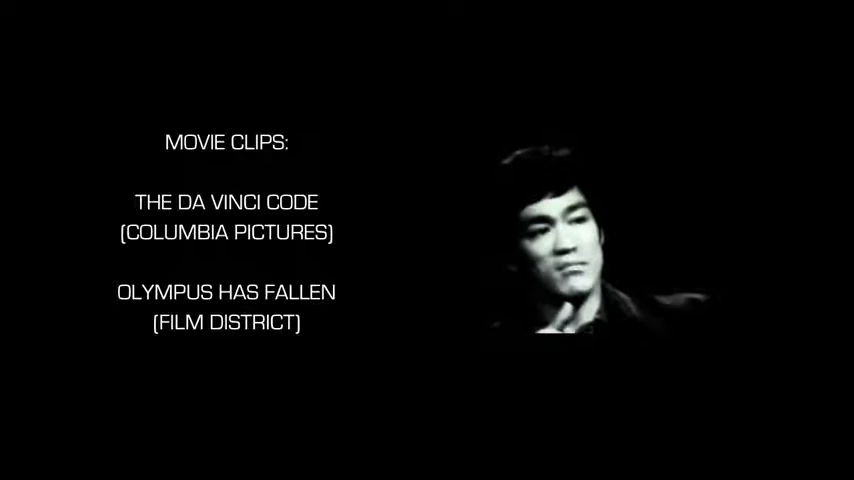 MOVIE CLIPS:
THE DA VINCI CODE
(COLUMBIA PICTURES)
OLYMPUS HAS FALLEN
(FILM DISTRICT)